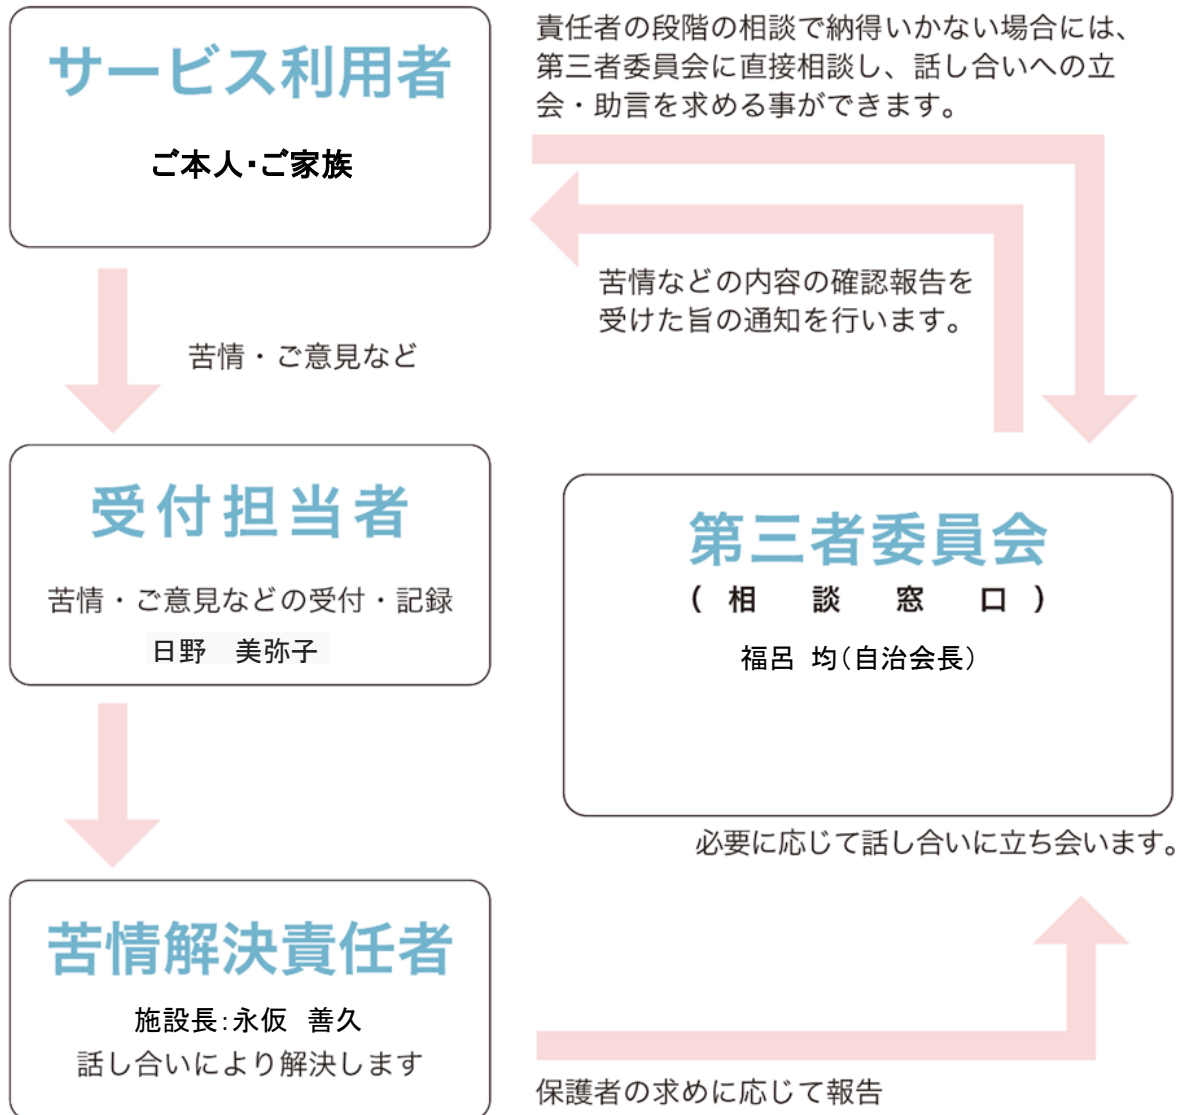 サービス利用者
ご本人・ご家族
責任者の段階の相談で納得いかない場合には、
第三者委員会に直接相談し、話し合いへの立
会・助言を求める事ができます。
苦情などの内容の確認報告を
受けた旨の通知を行います。
苦情・ご意見など
受付担当者
苦情・ご意見などの受付・記録
日野　美弥子
第三者委員会
(相　談　窓　口)
福呂 均(自治会長)
必要に応じて話し合いに立ち会います。
苦情解決責任者
施設長:永仮　善久
話し合いにより解決します
保護者の求めに応じて報告